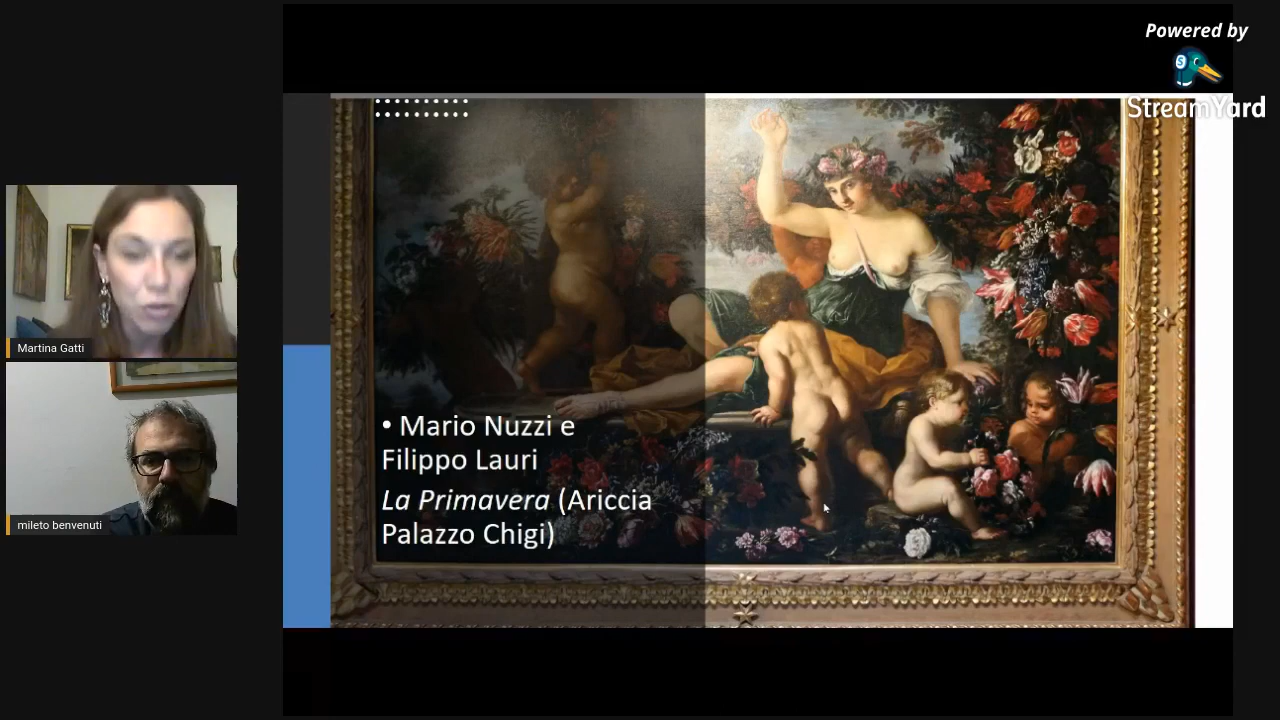 Powered by
StreamYard
Martina Gatti
mileto benvenuti
• Mario Nuzzi e
Filippo Lauri
La Primavera (Ariccia
Palazzo Chigi)